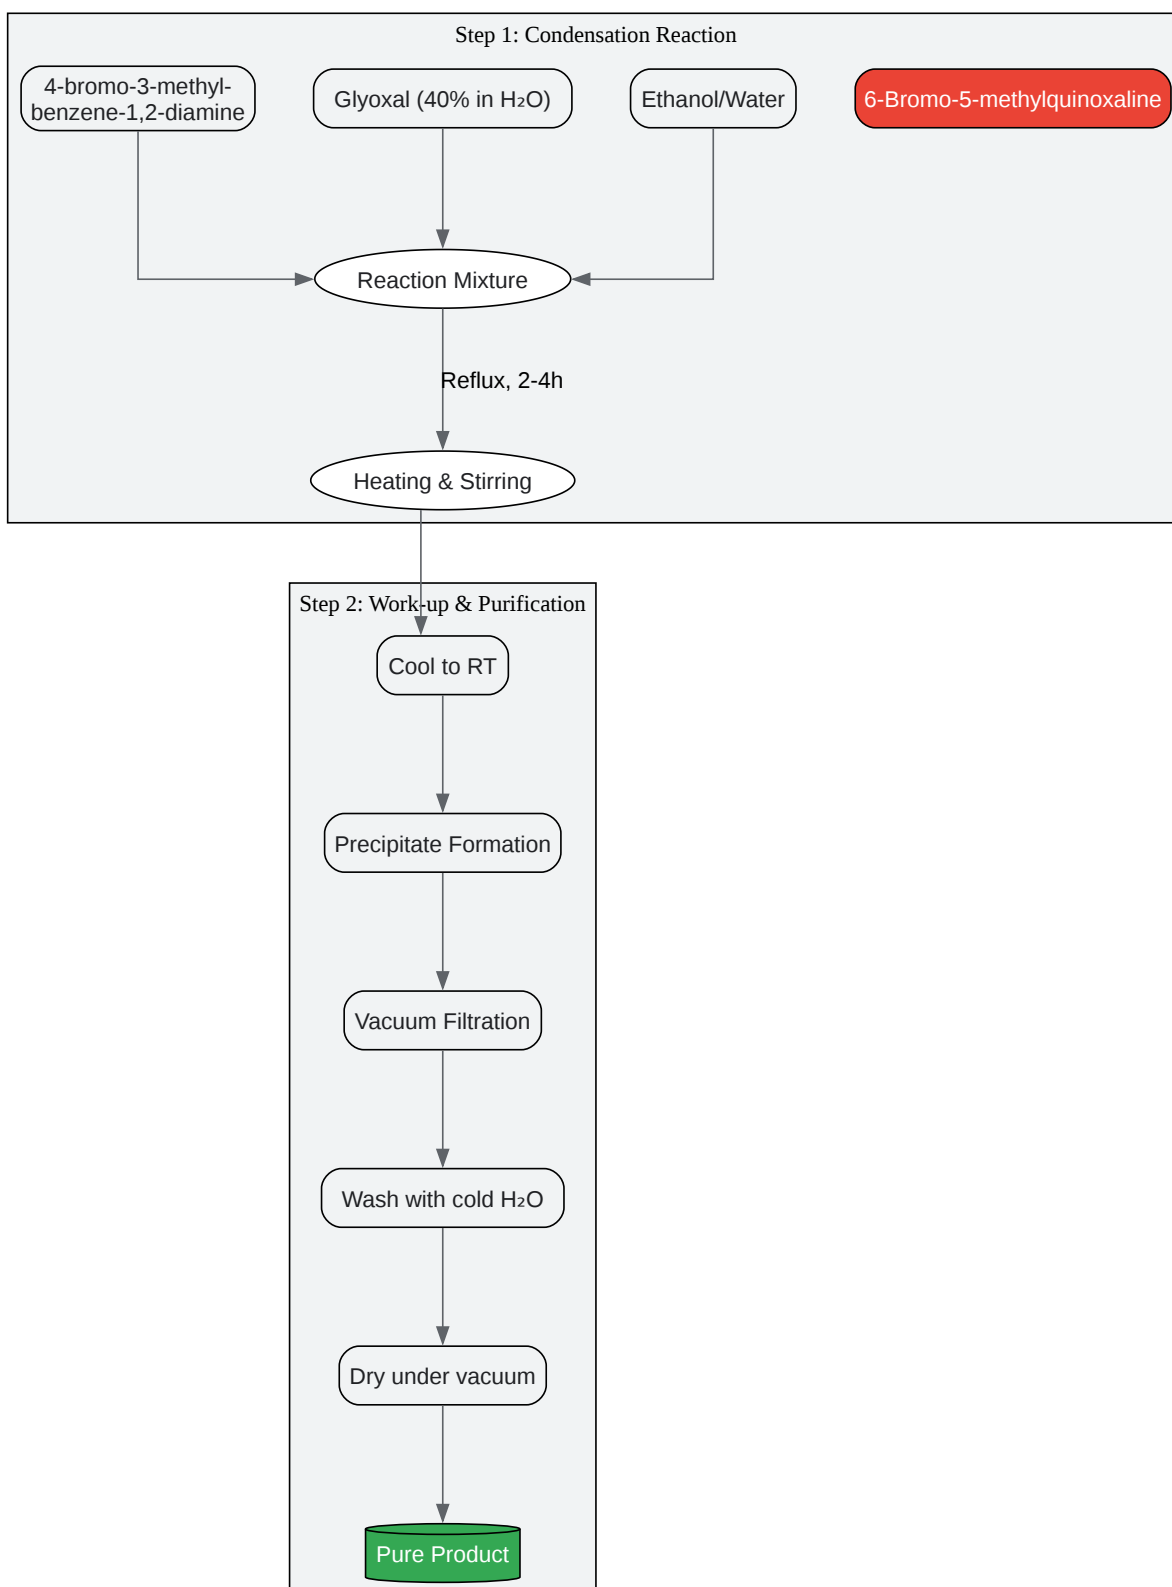 Step 1: Condensation Reaction
4-bromo-3-methyl-
benzene-1,2-diamine
Glyoxal (40% in H₂O)
Ethanol/Water
6-Bromo-5-methylquinoxaline
Reaction Mixture
Reflux, 2-4h
Heating & Stirring
Step 2: Work-up & Purification
Cool to RT
Precipitate Formation
Vacuum Filtration
Wash with cold H₂O
Dry under vacuum
Pure Product